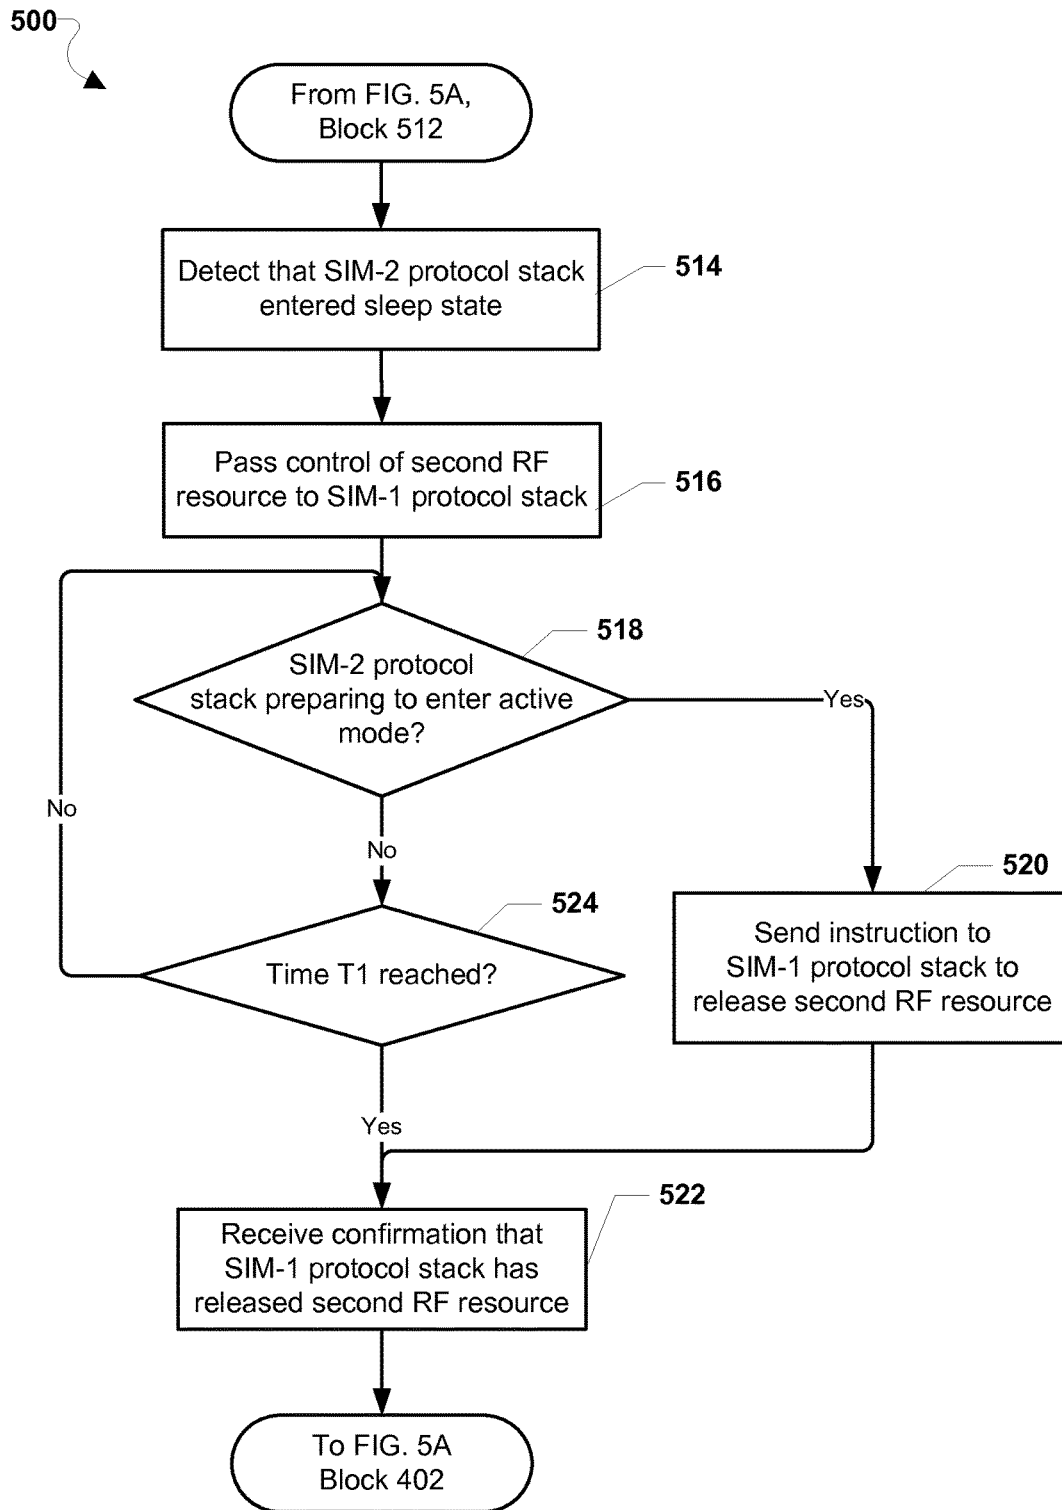 500
From FIG. 5A,
Block 512
Detect that SIM-2 protocol stack
entered sleep state
514
Pass control of second RF
resource to SIM-1 protocol stack
516
518
SIM-2 protocol
stack preparing to enter active
mode?
Yes
No
No
524
Time T1 reached?
520
Send instruction to
SIM-1 protocol stack to
release second RF resource
Yes
522
Receive confirmation that
SIM-1 protocol stack has
released second RF resource
To FIG. 5A
Block 402